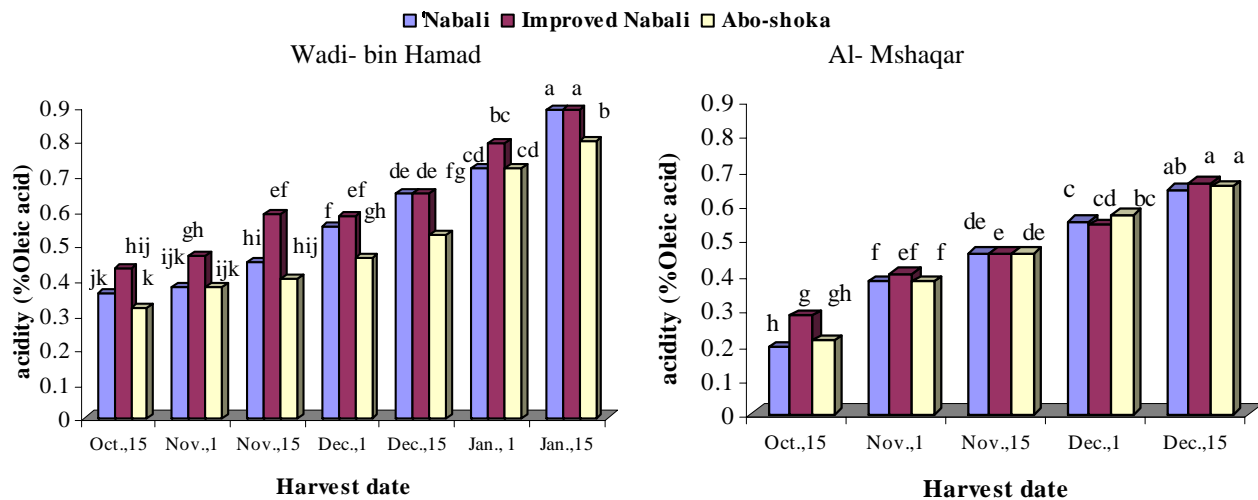 'Nabali Improved Nabali Abo-shoka
Wadi- bin Hamad
acidity (%Oleic acid)
0.9
0.8
0.7
0.6
0.5
0.4
0.3
0.2
0.1
0
jk hij k
ijk gh ijk
hi ef hij
f ef gh
de de fg
cd bc cd
a a b
Oct.,15 Nov.,1 Nov.,15 Dec.,1 Dec.,15 Jan., 1 Jan.,15
Harvest date
Al- Mshaqar
acidity (%Oleic acid)
0.9
0.8
0.7
0.6
0.5
0.4
0.3
0.2
0.1
0
h g gh
f ef f
de e de
c cd bc
ab a a
Oct.,15 Nov.,1 Nov.,15 Dec.,1 Dec.,15
Harvest date